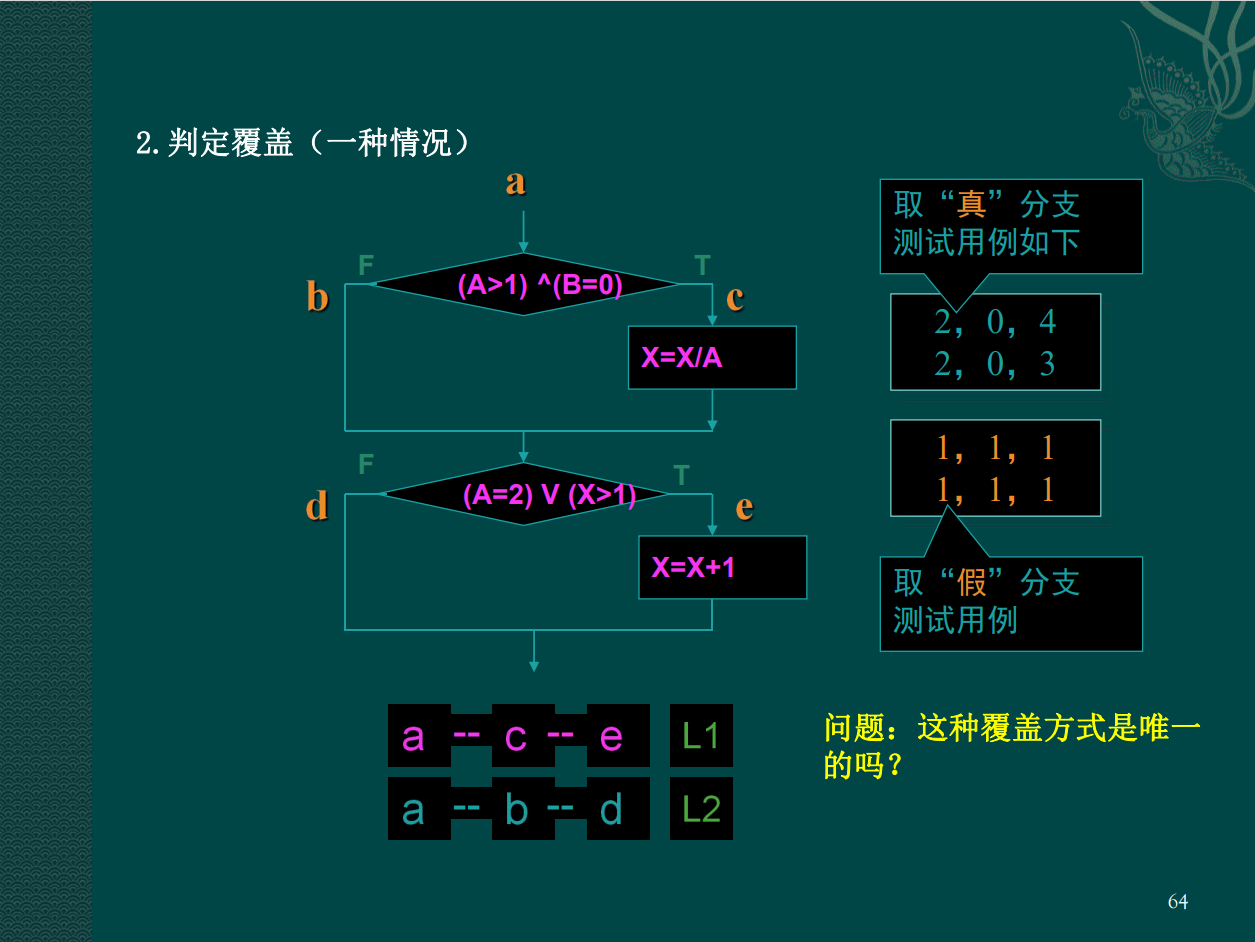 2.判定覆盖（一种情况）
a
F
T
b
(A>1) ^(B=0)
c
X=X/A
F
T
d
(A=2) V (X>1)
e
X=X+1
a -- c -- e L1
a -- b -- d L2
取“真”分支
测试用例如下
2，0，4
2，0，3
1，1，1
1，1，1
取“假”分支
测试用例
问题：这种覆盖方式是唯一
的吗？
64